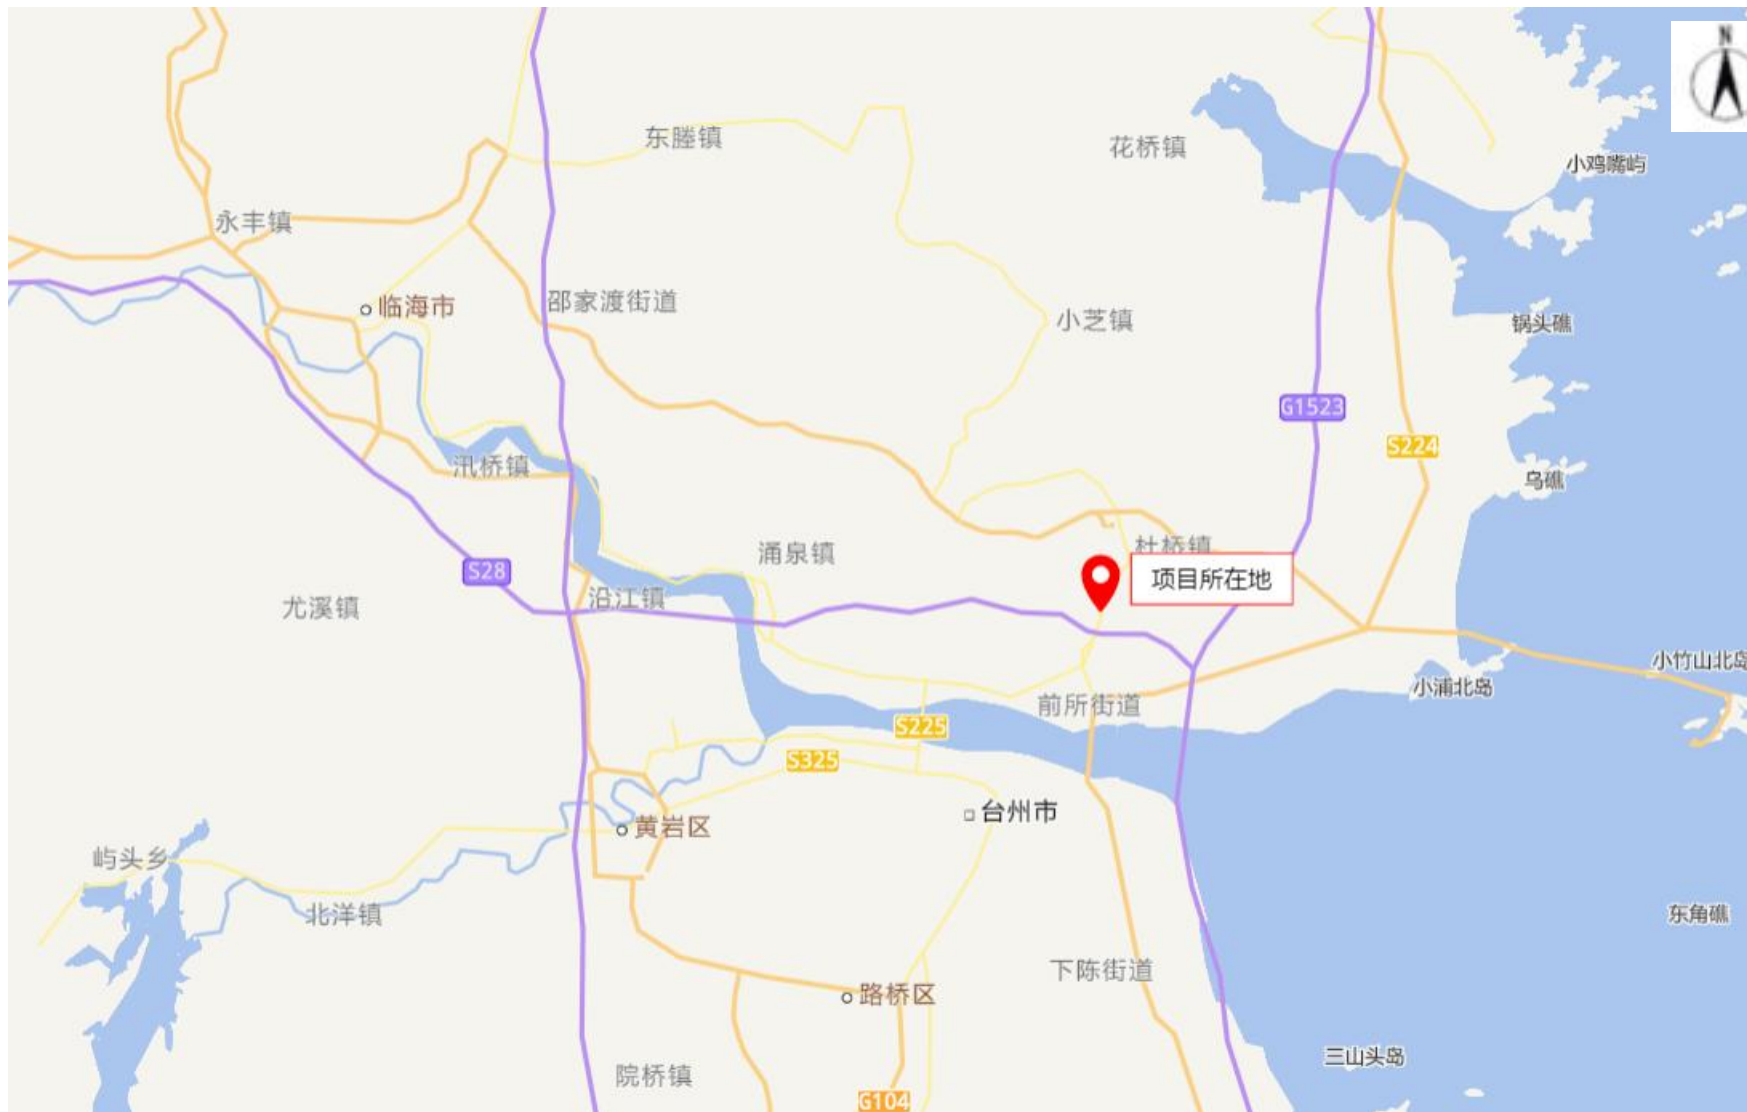 N
东塍镇
花桥镇
小鸡嘴屿
永丰镇
临海市
邵家渡街道
小芝镇
锅头礁
G1523
S224
汛桥镇
乌礁
杜桥镇
涌泉镇
S28
项目所在地
尤溪镇
沿江镇
小竹山北岛
小浦北岛
前所街道
S225
S325
台州市
黄岩区
屿头乡
北洋镇
东角礁
下陈街道
路桥区
三山头岛
院桥镇
G104